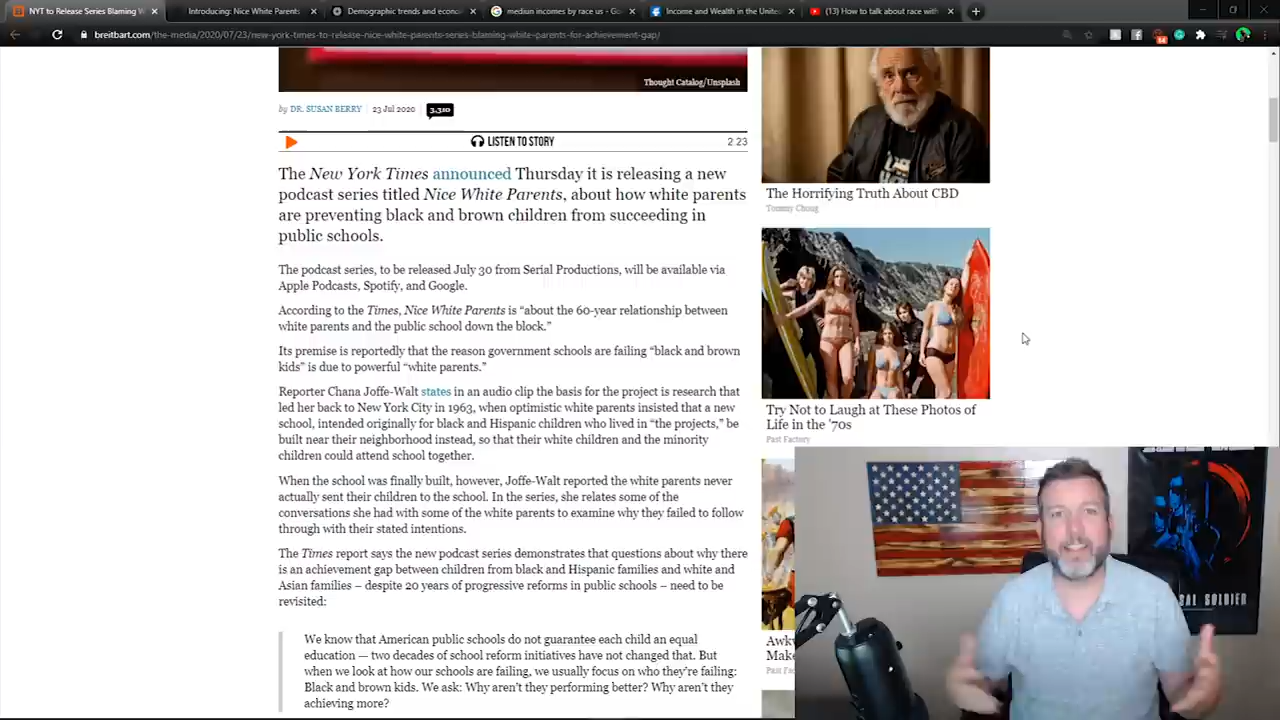 NYT to Release Series Blaming W
Introducing: Nice White Parents
Demographic trends and econo
mediun incomes by race us - Go
Income and Wealth in the United
(13) How to talk about race with
breitbart.com/the-media/2020/07/23/new-york-times-to-release-nice-white-parents-series-blaming-white-parents-for-achievement-gap/
Thought Catalog/Unsplash
by DR. SUSAN BERRY 23 Jul 2020 3,310
LISTEN TO STORY 2:23
The New York Times announced Thursday it is releasing a new
podcast series titled Nice White Parents, about how white parents
are preventing black and brown children from succeeding in
public schools.
The podcast series, to be released July 30 from Serial Productions, will be available via
Apple Podcasts, Spotify, and Google.
According to the Times, Nice White Parents is “about the 60-year relationship between
white parents and the public school down the block.”
Its premise is reportedly that the reason government schools are failing “black and brown
kids” is due to powerful “white parents.”
Reporter Chana Joffe-Walt states in an audio clip the basis for the project is research that
led her back to New York City in 1963, when optimistic white parents insisted that a new
school, intended originally for black and Hispanic children who lived in “the projects,” be
built near their neighborhood instead, so that their white children and the minority
children could attend school together.
When the school was finally built, however, Joffe-Walt reported the white parents never
actually sent their children to the school. In the series, she relates some of the
conversations she had with some of the white parents to examine why they failed to follow
through with their stated intentions.
The Times report says the new podcast series demonstrates that questions about why there
is an achievement gap between children from black and Hispanic families and white and
Asian families – despite 20 years of progressive reforms in public schools – need to be
revisited:
We know that American public schools do not guarantee each child an equal
education — two decades of school reform initiatives have not changed that. But
when we look at how our schools are failing, we usually focus on who they’re failing:
Black and brown kids. We ask: Why aren’t they performing better? Why aren’t they
achieving more?
The Horrifying Truth About CBD
Tommy Chong
Try Not to Laugh at These Photos of
Life in the '70s
Past Factory
Awk
Make
Past Fac
SAL SOLDIER